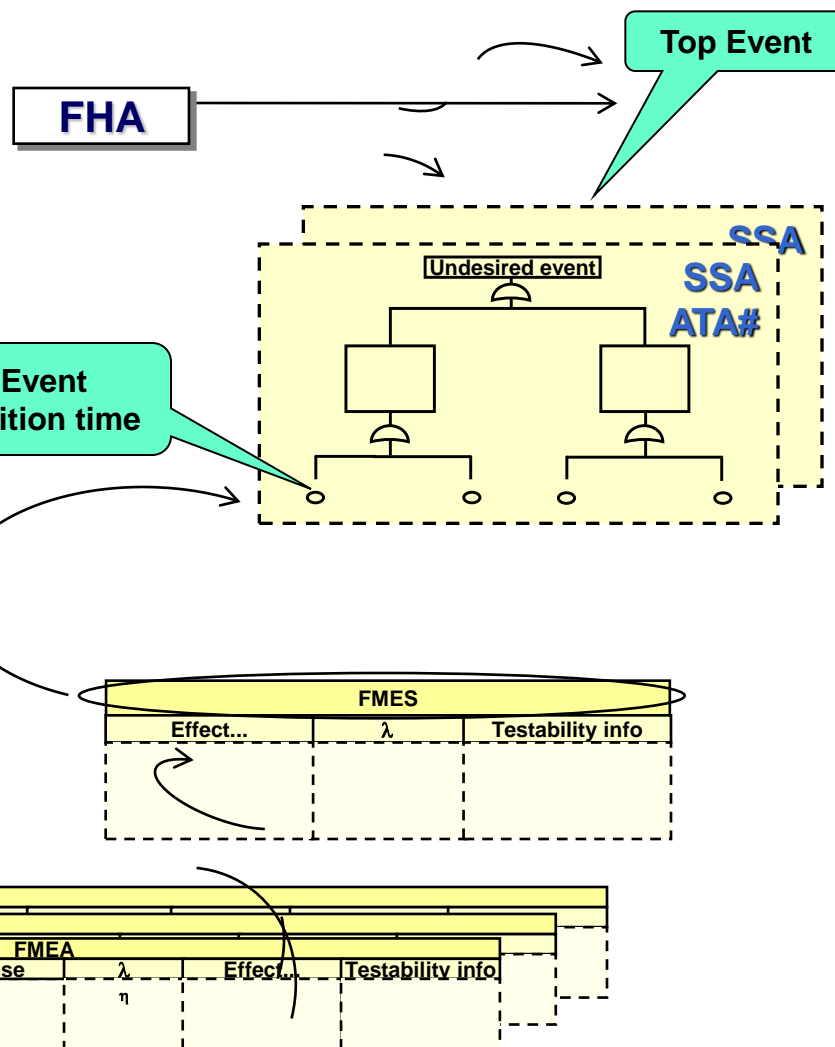 Top Event
FHA
SSA
Undesired event
SSA
ATA#
Event
ition time
FMES
Effect... λ Testability info
FMEA
se λ Effect... Testability info
η